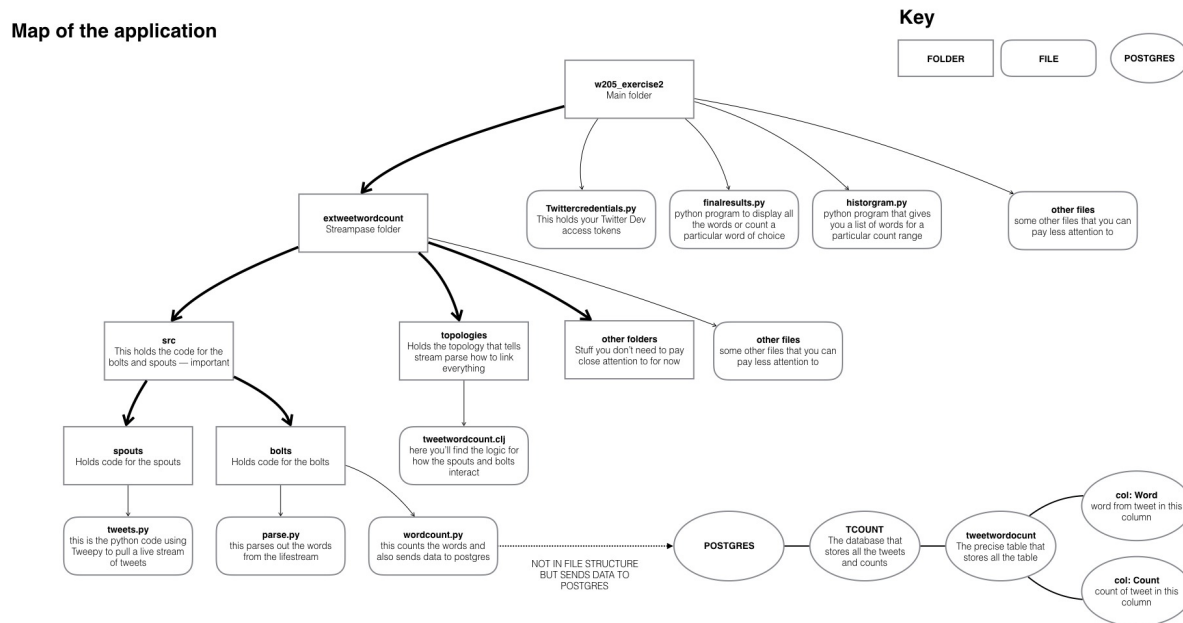 Map of the application
Key
FOLDER
FILE
POSTGRES
w205_exercise2
Main folder
extweetwordcount
Streampase folder
Twittercredentials.py
This holds your Twitter Dev
access tokens
finalresults.py
python program to display all
the words or count a
particular word of choice
historgram.py
python program that gives
you a list of words for a
particular count range
other files
some other files that you can
pay less attention to
src
This holds the code for the
bolts and spouts — important
topologies
Holds the topology that tells
stream parse how to link
everything
other folders
Stuff you don't need to pay
close attention to for now
other files
some other files that you can
pay less attention to
spouts
Holds code for the spouts
bolts
Holds code for the bolts
tweetwordcount.clj
here you'll find the logic for
how the spouts and bolts
interact
tweets.py
this is the python code using
Tweepy to pull a live stream
of tweets
parse.py
this parses out the words
from the lifestream
wordcount.py
this counts the words and
also sends data to postgres
NOT IN FILE STRUCTURE
BUT SENDS DATA TO
POSTGRES
POSTGRES
TCOUNT
The database that
stores all the tweets
and counts
tweetwordocunt
The precise table that
stores all the table
col: Word
word from tweet in this
column
col: Count
count of tweet in this
column